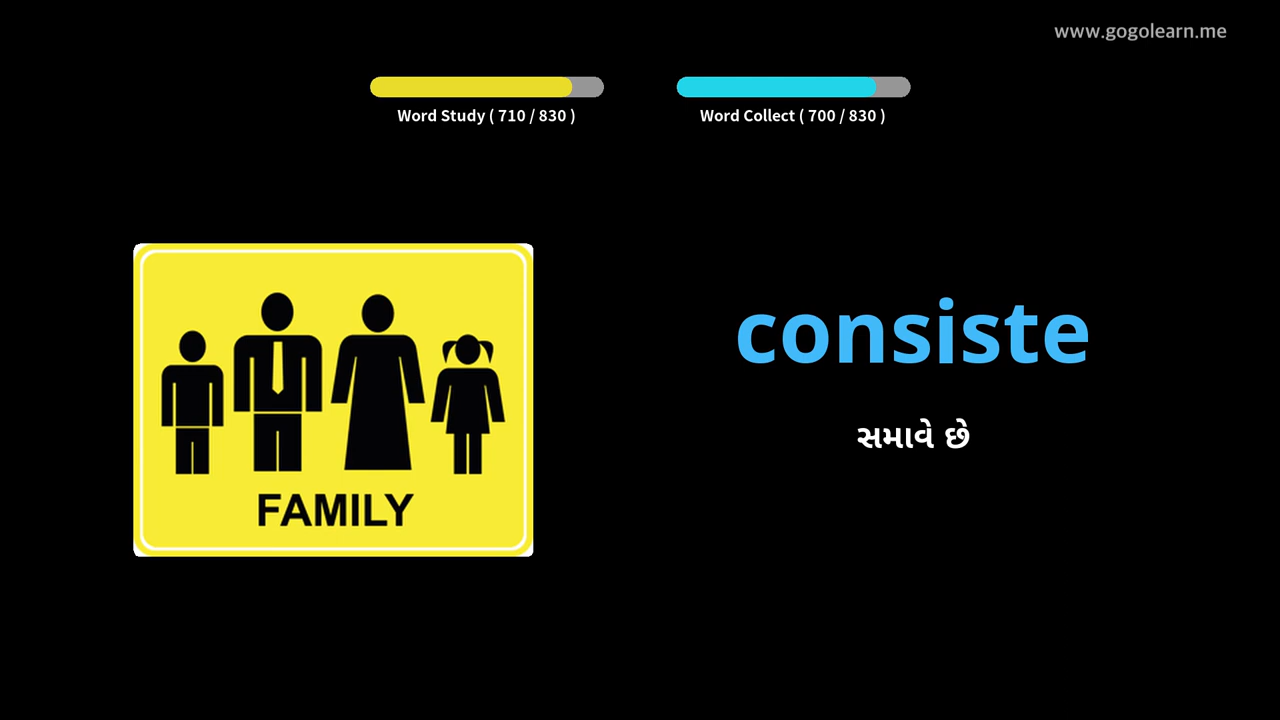 www.gogolearn.me
Word Study ( 710 / 830 )
Word Collect ( 700 / 830 )
consiste
સમાવે છે
FAMILY